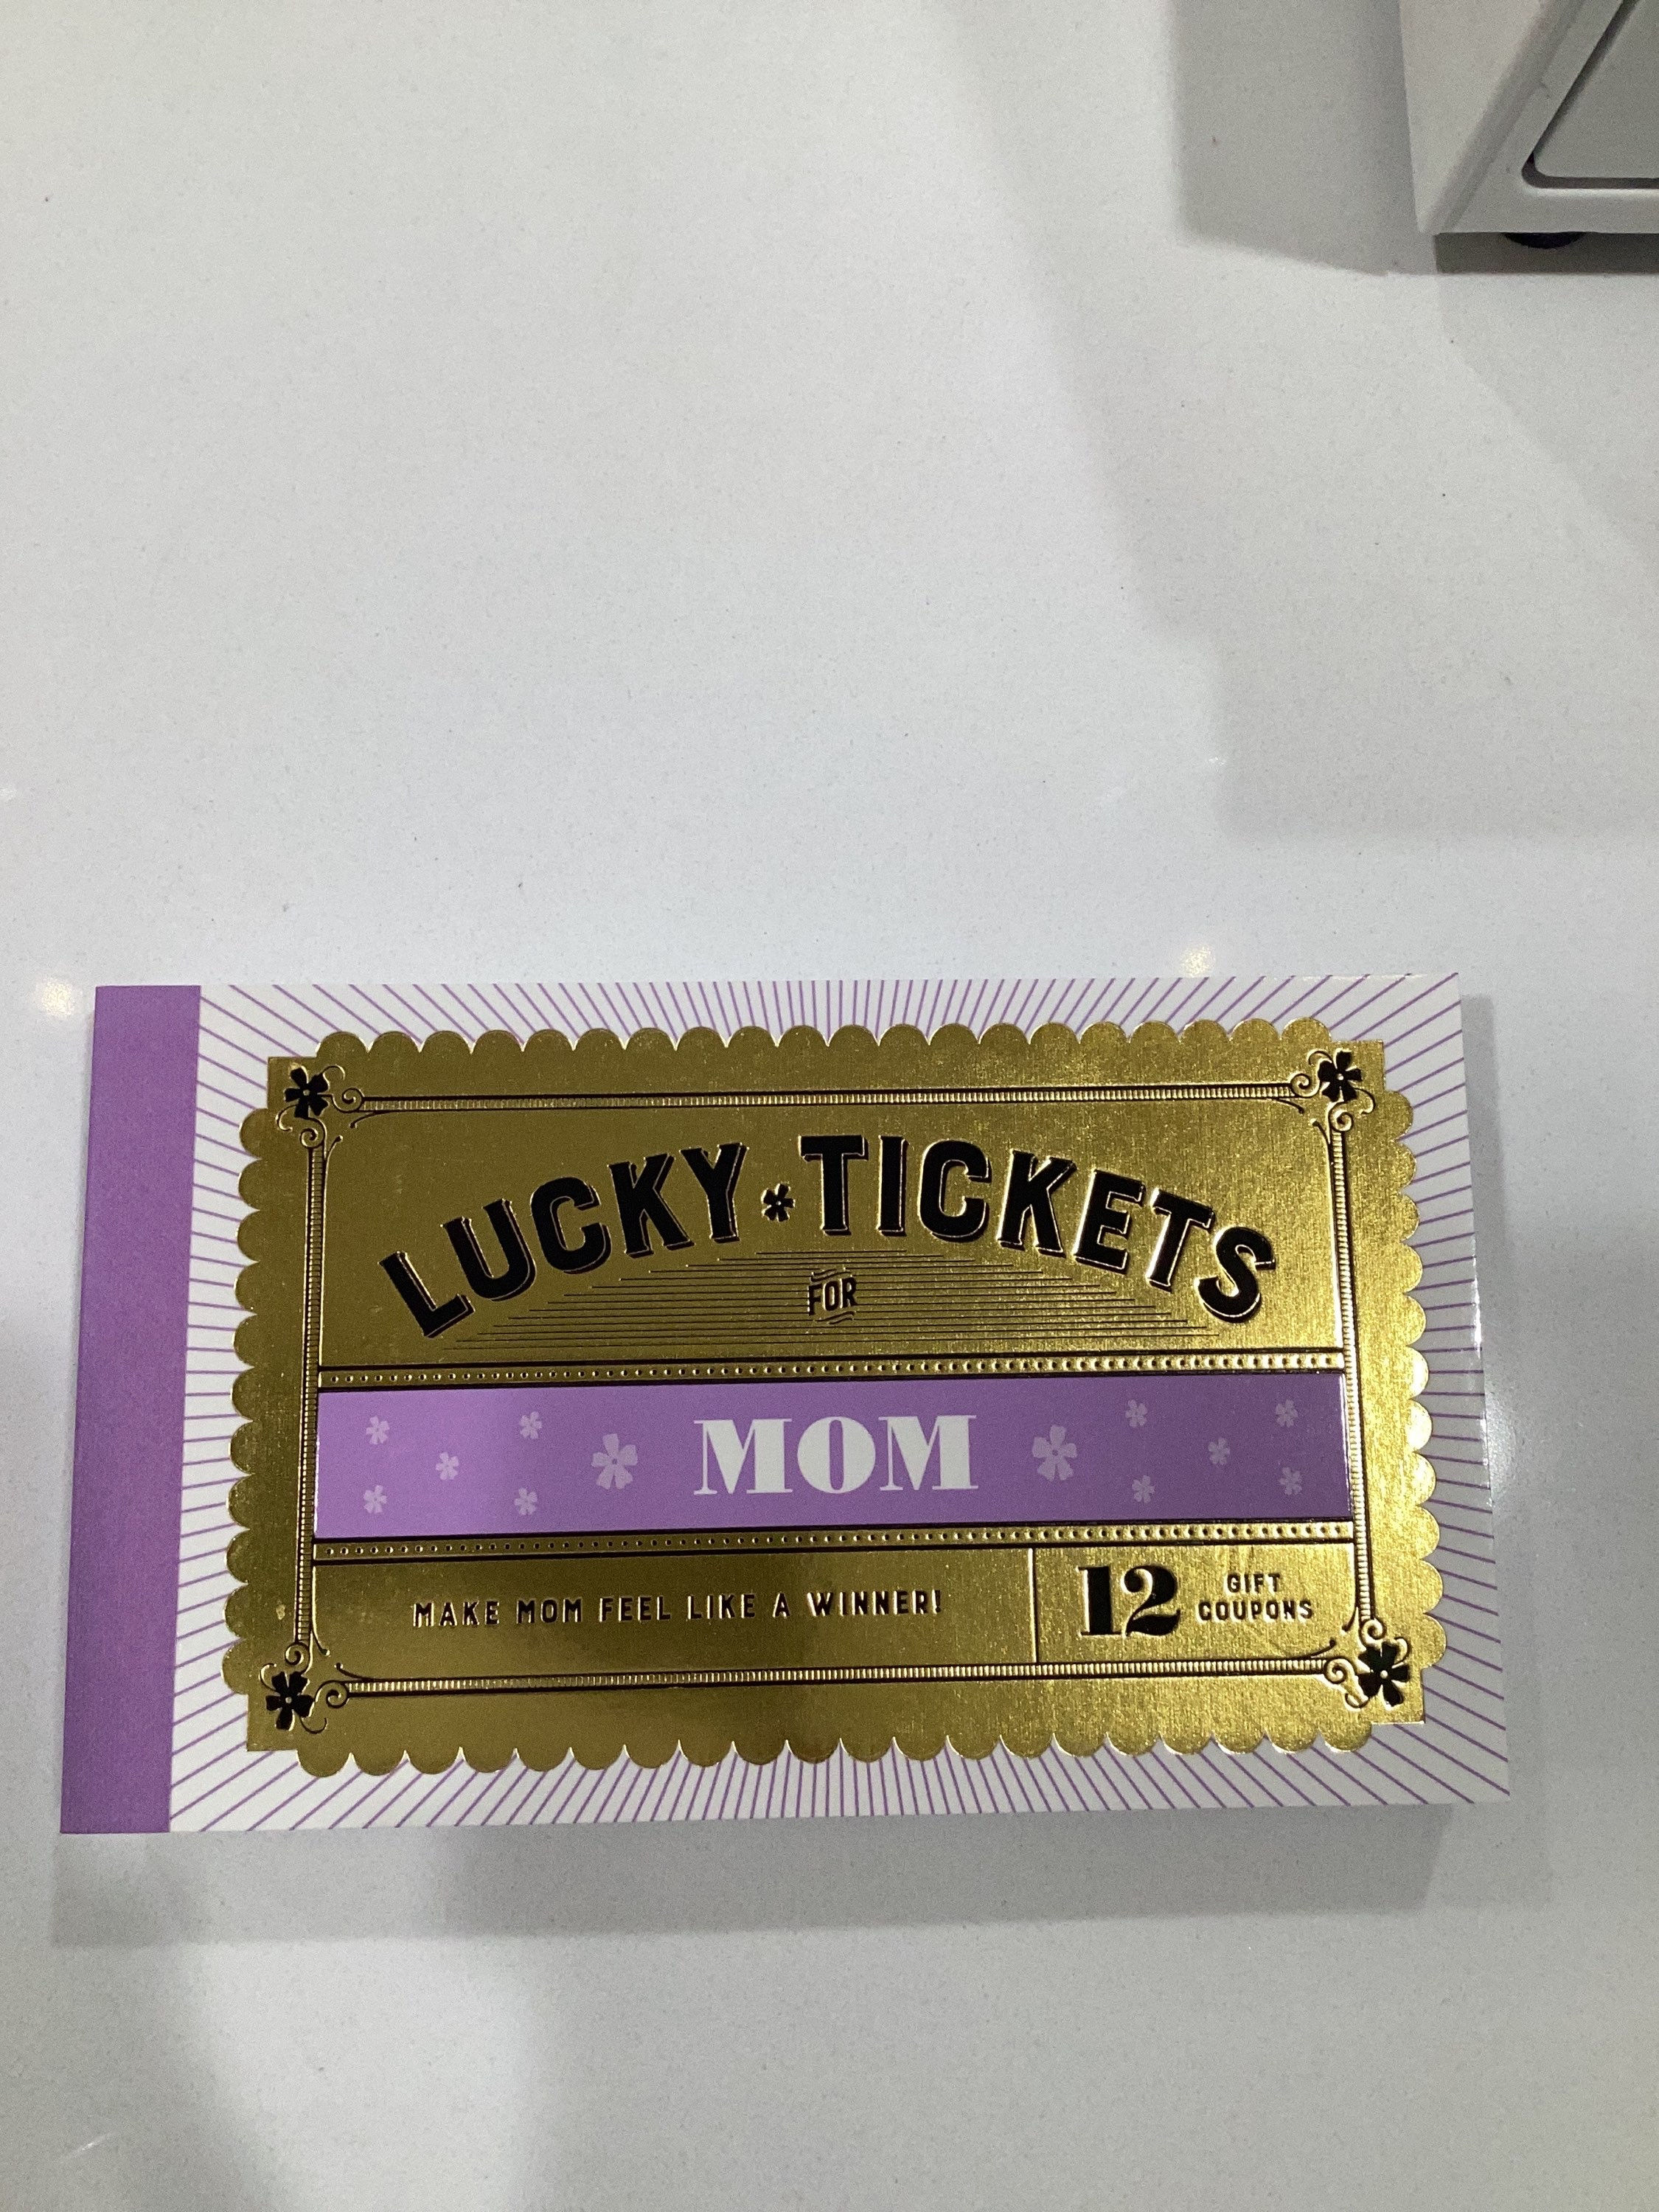 LUCKY TICKETS
FOR
MOM
MAKE MOM FEEL LIKE A WINNER!
12 GIFT
COUPONS